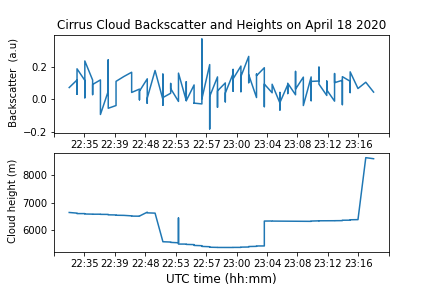 Cirrus Cloud Backscatter and Heights on April 18 2020
Backscatter (a.u)
0.2
0.0
−0.2
22:35 22:39 22:48 22:53 22:57 23:00 23:04 23:08 23:12 23:16
Cloud height (m)
8000
7000
6000
22:35 22:39 22:48 22:53 22:57 23:00 23:04 23:08 23:12 23:16
UTC time (hh:mm)